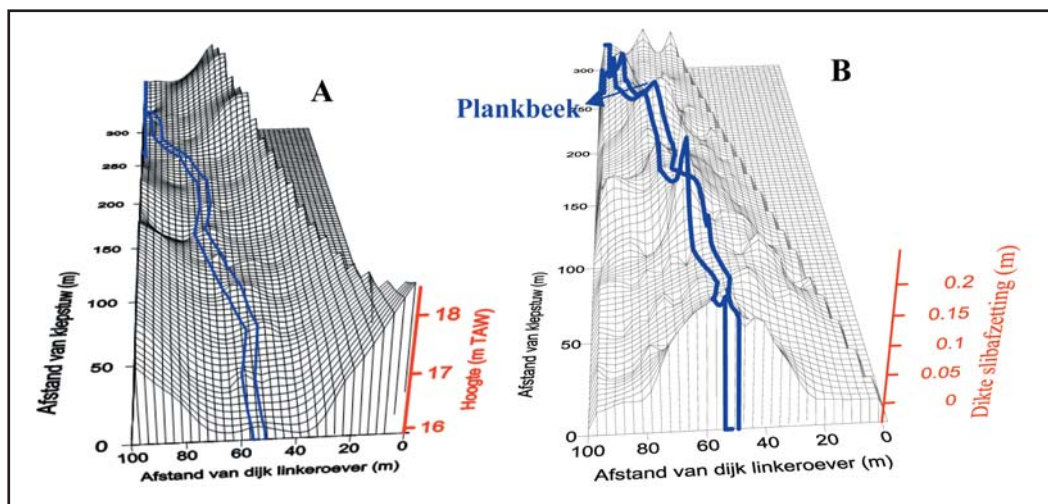 A
Afstand van klepstuw (m)
300
250
200
150
100
50
0
100 80 60 40 20 0
Afstand van dijk linkeroever (m)
18
17
16
Hoogte (m TAW)
B
Plankbeek
Afstand van klepstuw (m)
300
200
150
100
50
0
100 80 60 40 20 0
Afstand van dijk linkeroever (m)
0.2
0.15
0.1
0.05
0
Dikte slibafzetting (m)